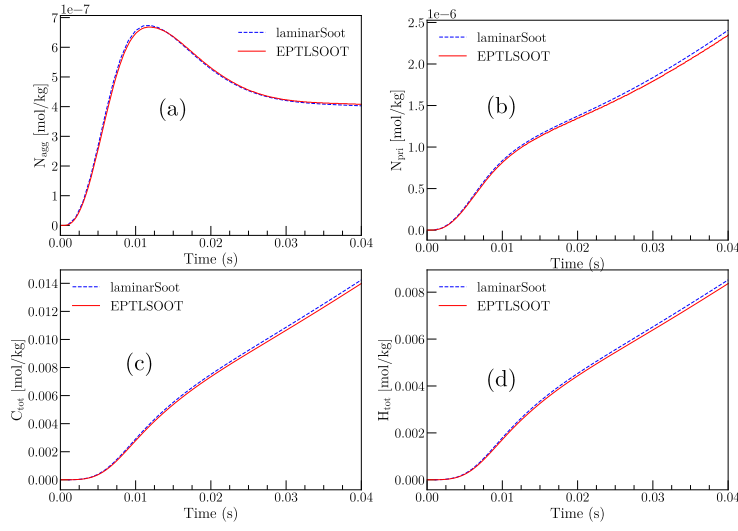 1e−7
7
6
5
4
3
2
1
0
N_agg [mol/kg]
laminarSoot
EPTLSOOT
(a)
0.00 0.01 0.02 0.03 0.04
Time (s)
1e−6
2.5
2.0
1.5
1.0
0.5
0.0
N_pri [mol/kg]
laminarSoot
EPTLSOOT
(b)
0.00 0.01 0.02 0.03 0.04
Time (s)
0.014
0.012
0.010
0.008
0.006
0.004
0.002
0.000
C_tot [mol/kg]
laminarSoot
EPTLSOOT
(c)
0.00 0.01 0.02 0.03 0.04
Time (s)
0.008
0.006
0.004
0.002
0.000
H_tot [mol/kg]
laminarSoot
EPTLSOOT
(d)
0.00 0.01 0.02 0.03 0.04
Time (s)